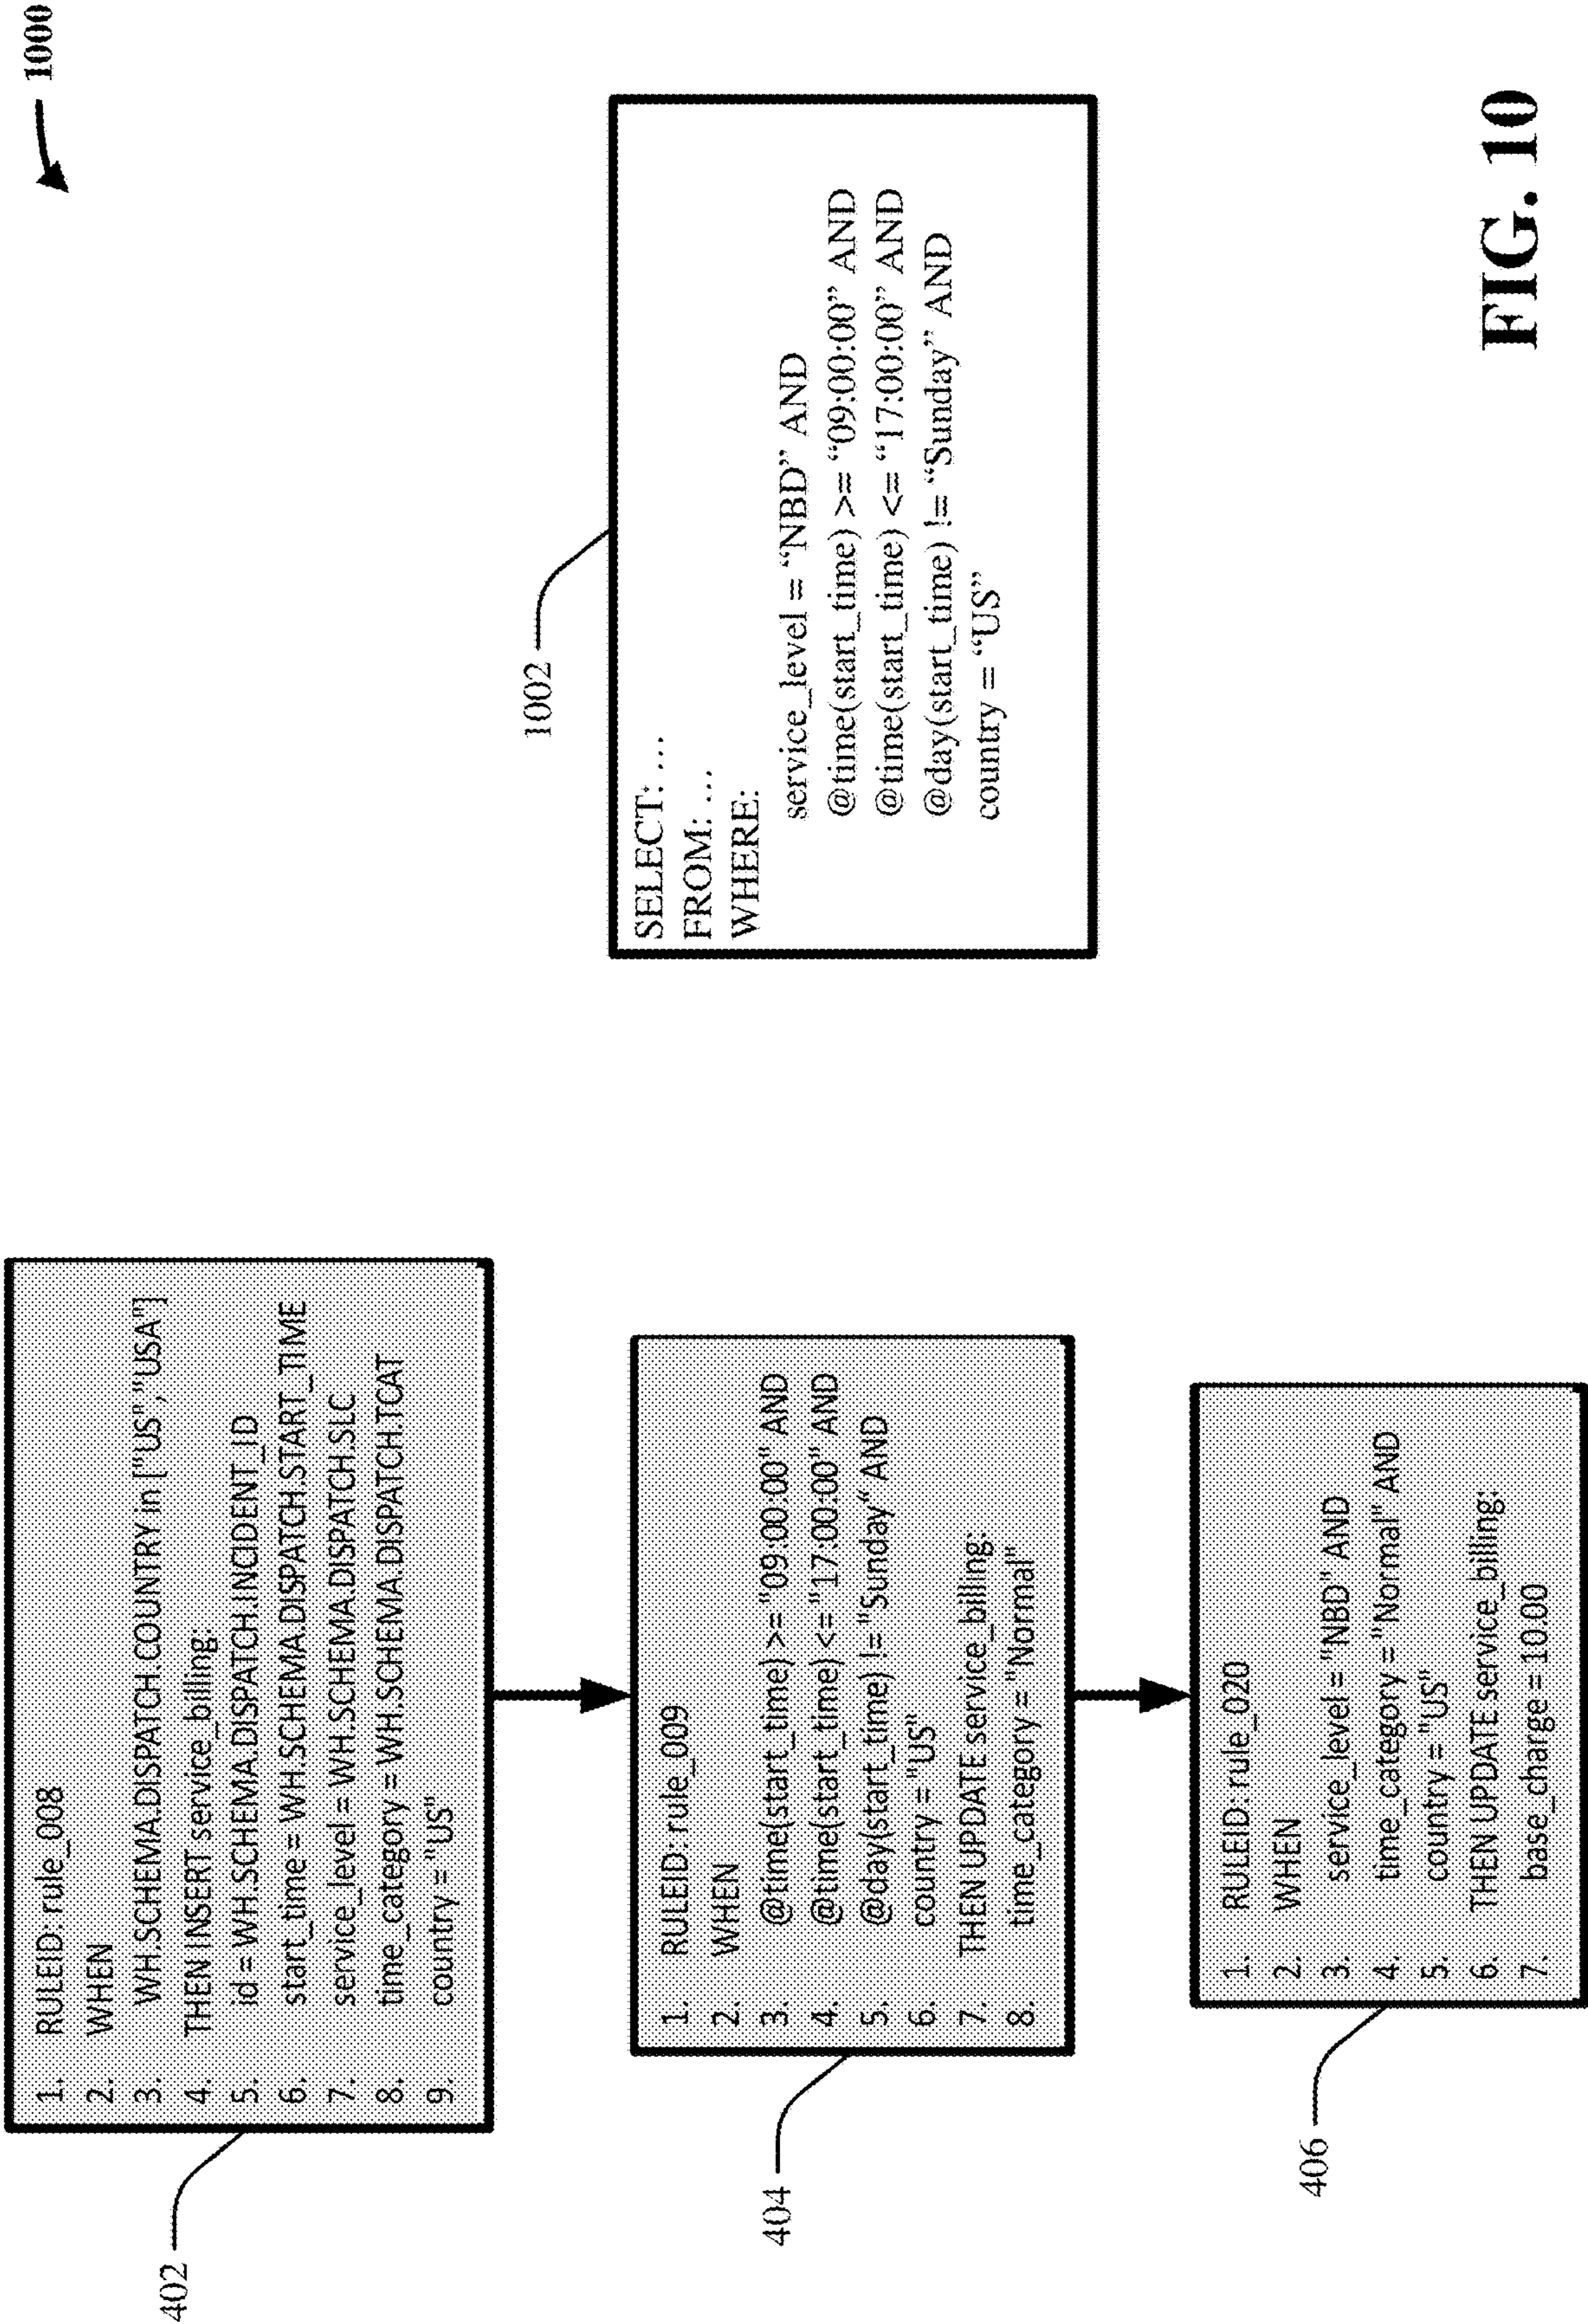 1000
402
1. RULEID: rule_008
2. WHEN
3. WH.SCHEMA.DISPATCH.COUNTRY in ["US","USA"]
4. THEN INSERT service_billing:
5. id = WH.SCHEMA.DISPATCH.INCIDENT_ID
6. start_time = WH.SCHEMA.DISPATCH.START_TIME
7. service_level = WH.SCHEMA.DISPATCH.SLC
8. time_category = WH.SCHEMA.DISPATCH.TCAT
9. country = "US"
404
1. RULEID: rule_009
2. WHEN
3. @time(start_time) >= "09:00:00" AND
4. @time(start_time) <= "17:00:00" AND
5. @day(start_time) != "Sunday“ AND
6. country = "US"
7. THEN UPDATE service_billing:
8. time_category = "Normal"
406
1. RULEID: rule_020
2. WHEN
3. service_level = "NBD" AND
4. time_category = "Normal" AND
5. country = "US"
6. THEN UPDATE service_billing:
7. base_charge = 10.00
1002
SELECT: …
FROM: …
WHERE:
service_level = “NBD” AND
@time(start_time) >= “09:00:00” AND
@time(start_time) <= “17:00:00” AND
@day(start_time) != “Sunday” AND
country = “US”
FIG. 10